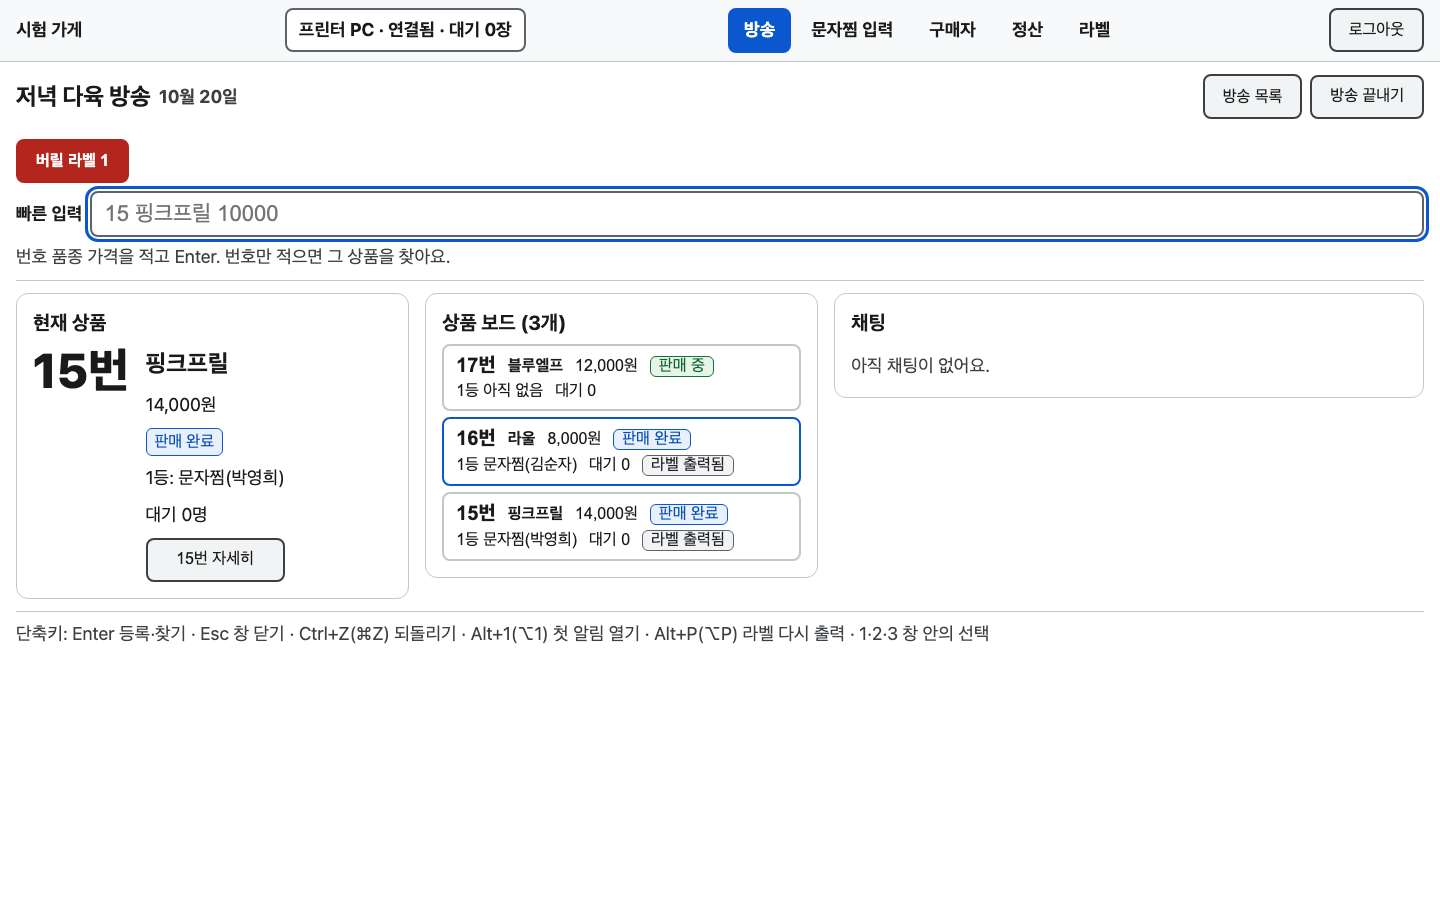 시험 가게
프린터 PC · 연결됨 · 대기 0장
방송 문자찜 입력 구매자 정산 라벨
로그아웃
저녁 다육 방송 10월 20일
방송 목록 방송 끝내기
버릴 라벨 1
빠른 입력 15 핑크프릴 10000
번호 품종 가격을 적고 Enter. 번호만 적으면 그 상품을 찾아요.
현재 상품
15번 핑크프릴
14,000원
판매 완료
1등: 문자찜(박영희)
대기 0명
15번 자세히
상품 보드 (3개)
17번 블루엘프 12,000원 판매 중
1등 아직 없음 대기 0
16번 라울 8,000원 판매 완료
1등 문자찜(김순자) 대기 0 라벨 출력됨
15번 핑크프릴 14,000원 판매 완료
1등 문자찜(박영희) 대기 0 라벨 출력됨
채팅
아직 채팅이 없어요.
단축키: Enter 등록·찾기 · Esc 창 닫기 · Ctrl+Z(⌘Z) 되돌리기 · Alt+1(⌥1) 첫 알림 열기 · Alt+P(⌥P) 라벨 다시 출력 · 1·2·3 창 안의 선택